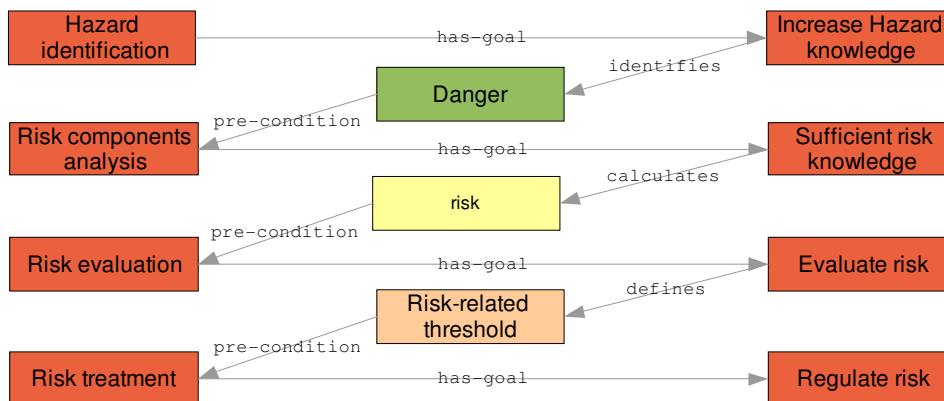 Hazard
identification
has-goal
Increase Hazard
knowledge
identifies
Danger
pre-condition
Risk components
analysis
has-goal
Sufficient risk
knowledge
calculates
risk
pre-condition
Risk evaluation
has-goal
Evaluate risk
defines
Risk-related
threshold
pre-condition
Risk treatment
has-goal
Regulate risk